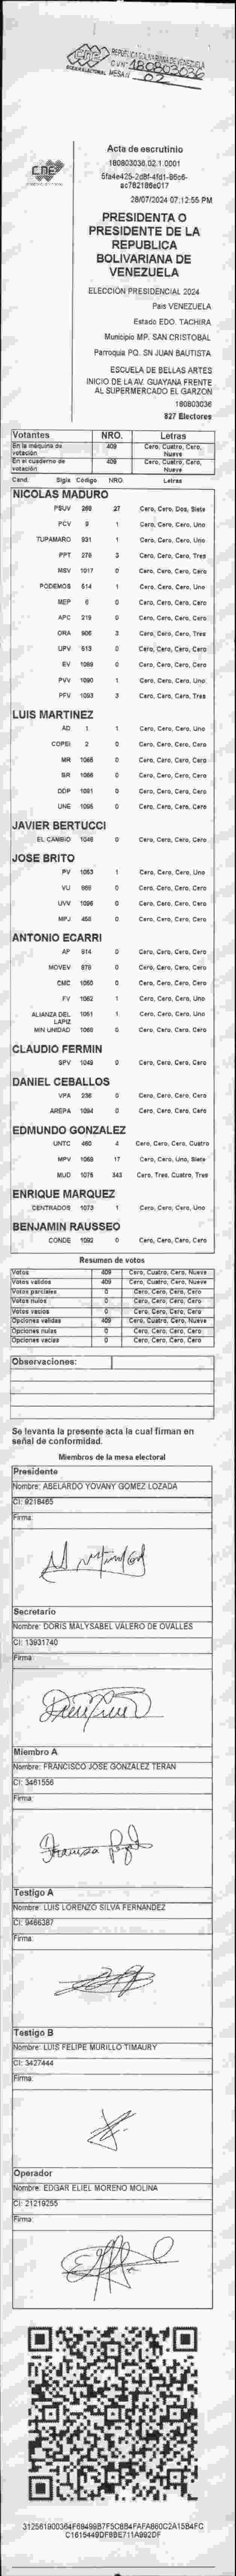 REPUBLICA BOLIVARIANA DE VENEZUELA
CVN: 180803036
MESA: 02
CNE
Acta de escrutinio
180803036.02.1.0001
28/07/2024 07:12:55 PM
PRESIDENTA O
PRESIDENTE DE LA
REPUBLICA
BOLIVARIANA DE
VENEZUELA
ELECCIÓN PRESIDENCIAL 2024
Pais VENEZUELA
Estado EDO. TACHIRA
Municipio MP. SAN CRISTOBAL
Parroquia PQ. SN JUAN BAUTISTA
ESCUELA DE BELLAS ARTES
INICIO DE LA AV. GUAYANA FRENTE
AL SUPERMERCADO EL GARZON
180803036
827 Electores
Votantes NRO. Letras
En la máquina de votación 409 Cero, Cuatro, Cero, Nueve
En el cuaderno de votación 409 Cero, Cuatro, Cero, Nueve
Cand. Sigla Código NRO. Letras
NICOLAS MADURO
PSUV 268 27 Cero, Cero, Dos, Siete
PCV 9 1 Cero, Cero, Cero, Uno
TUPAMARO 931 1 Cero, Cero, Cero, Uno
PPT 278 3 Cero, Cero, Cero, Tres
MSV 1017 0 Cero, Cero, Cero, Cero
PODEMOS 514 1 Cero, Cero, Cero, Uno
MEP 6 0 Cero, Cero, Cero, Cero
APC 219 0 Cero, Cero, Cero, Cero
ORA 906 3 Cero, Cero, Cero, Tres
UPV 613 0 Cero, Cero, Cero, Cero
EV 1089 0 Cero, Cero, Cero, Cero
PVV 1090 1 Cero, Cero, Cero, Uno
PFV 1093 3 Cero, Cero, Cero, Tres
LUIS MARTINEZ
AD 1 1 Cero, Cero, Cero, Uno
COPEI 2 0 Cero, Cero, Cero, Cero
MR 1065 0 Cero, Cero, Cero, Cero
BR 1066 0 Cero, Cero, Cero, Cero
DDP 1091 0 Cero, Cero, Cero, Cero
UNE 1095 0 Cero, Cero, Cero, Cero
JAVIER BERTUCCI
EL CAMBIO 1046 0 Cero, Cero, Cero, Cero
JOSE BRITO
PV 1053 1 Cero, Cero, Cero, Uno
VU 0 Cero, Cero, Cero, Cero
UVV 1096 0 Cero, Cero, Cero, Cero
MPJ 458 0 Cero, Cero, Cero, Cero
ANTONIO ECARRI
AP 914 0 Cero, Cero, Cero, Cero
MOVEV 879 0 Cero, Cero, Cero, Cero
CMC 1050 0 Cero, Cero, Cero, Cero
FV 1062 1 Cero, Cero, Cero, Uno
ALIANZA DEL LAPIZ 1051 1 Cero, Cero, Cero, Uno
MIN UNIDAD 1068 0 Cero, Cero, Cero, Cero
CLAUDIO FERMIN
SPV 1049 0 Cero, Cero, Cero, Cero
DANIEL CEBALLOS
VPA 238 0 Cero, Cero, Cero, Cero
AREPA 1094 0 Cero, Cero, Cero, Cero
EDMUNDO GONZALEZ
UNTC 460 4 Cero, Cero, Cero, Cuatro
MPV 1069 17 Cero, Cero, Uno, Siete
MUD 1075 343 Cero, Tres, Cuatro, Tres
ENRIQUE MARQUEZ
CENTRADOS 1073 1 Cero, Cero, Cero, Uno
BENJAMIN RAUSSEO
CONDE 1092 0 Cero, Cero, Cero, Cero
Resumen de votos
Votos 409 Cero, Cuatro, Cero, Nueve
Votos validos 409 Cero, Cuatro, Cero, Nueve
Votos parciales 0 Cero, Cero, Cero, Cero
Votos nulos 0 Cero, Cero, Cero, Cero
Votos vacios 0 Cero, Cero, Cero, Cero
Opciones validas 409 Cero, Cuatro, Cero, Nueve
Opciones nulas 0 Cero, Cero, Cero, Cero
Opciones vacias 0 Cero, Cero, Cero, Cero
Observaciones:
Se levanta la presente acta la cual firman en
señal de conformidad.
Miembros de la mesa electoral
Presidente
Nombre: ABELARDO YOVANY GOMEZ LOZADA
CI: 9218465
Firma:
Secretario
Nombre: DORIS MALYSABEL VALERO DE OVALLES
CI: 13931740
Firma:
Miembro A
Nombre: FRANCISCO JOSE GONZALEZ TERAN
CI: 3461556
Firma:
Testigo A
Nombre: LUIS LORENZO SILVA FERNANDEZ
CI: 9466387
Firma:
Testigo B
Nombre: LUIS FELIPE MURILLO TIMAURY
CI: 3427444
Firma:
Operador
Nombre: EDGAR ELIEL MORENO MOLINA
CI: 21219255
Firma: